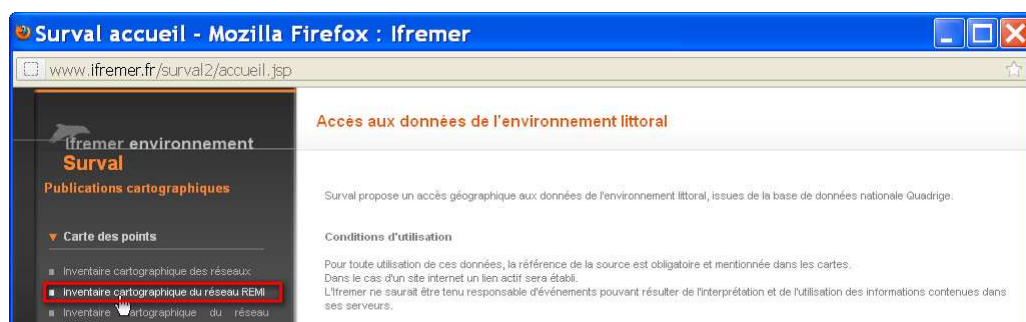 Surval accueil - Mozilla Firefox : Ifremer
www.ifremer.fr/surval2/accueil.jsp
Ifremer environnement
Surval
Publications cartographiques
Carte des points
Inventaire cartographique des réseaux
Inventaire cartographique du réseau REMI
Inventaire cartographique du réseau
Accès aux données de l'environnement littoral
Surval propose un accès géographique aux données de l'environnement littoral, issues de la base de données nationale Quadrige.
Conditions d'utilisation
Pour toute utilisation de ces données, la référence de la source est obligatoire et mentionnée dans les cartes.
Dans le cas d'un site internet un lien actif sera établi.
L'Ifremer ne saurait être tenu responsable d'événements pouvant résulter de l'interprétation et de l'utilisation des informations contenues dans
ses serveurs.